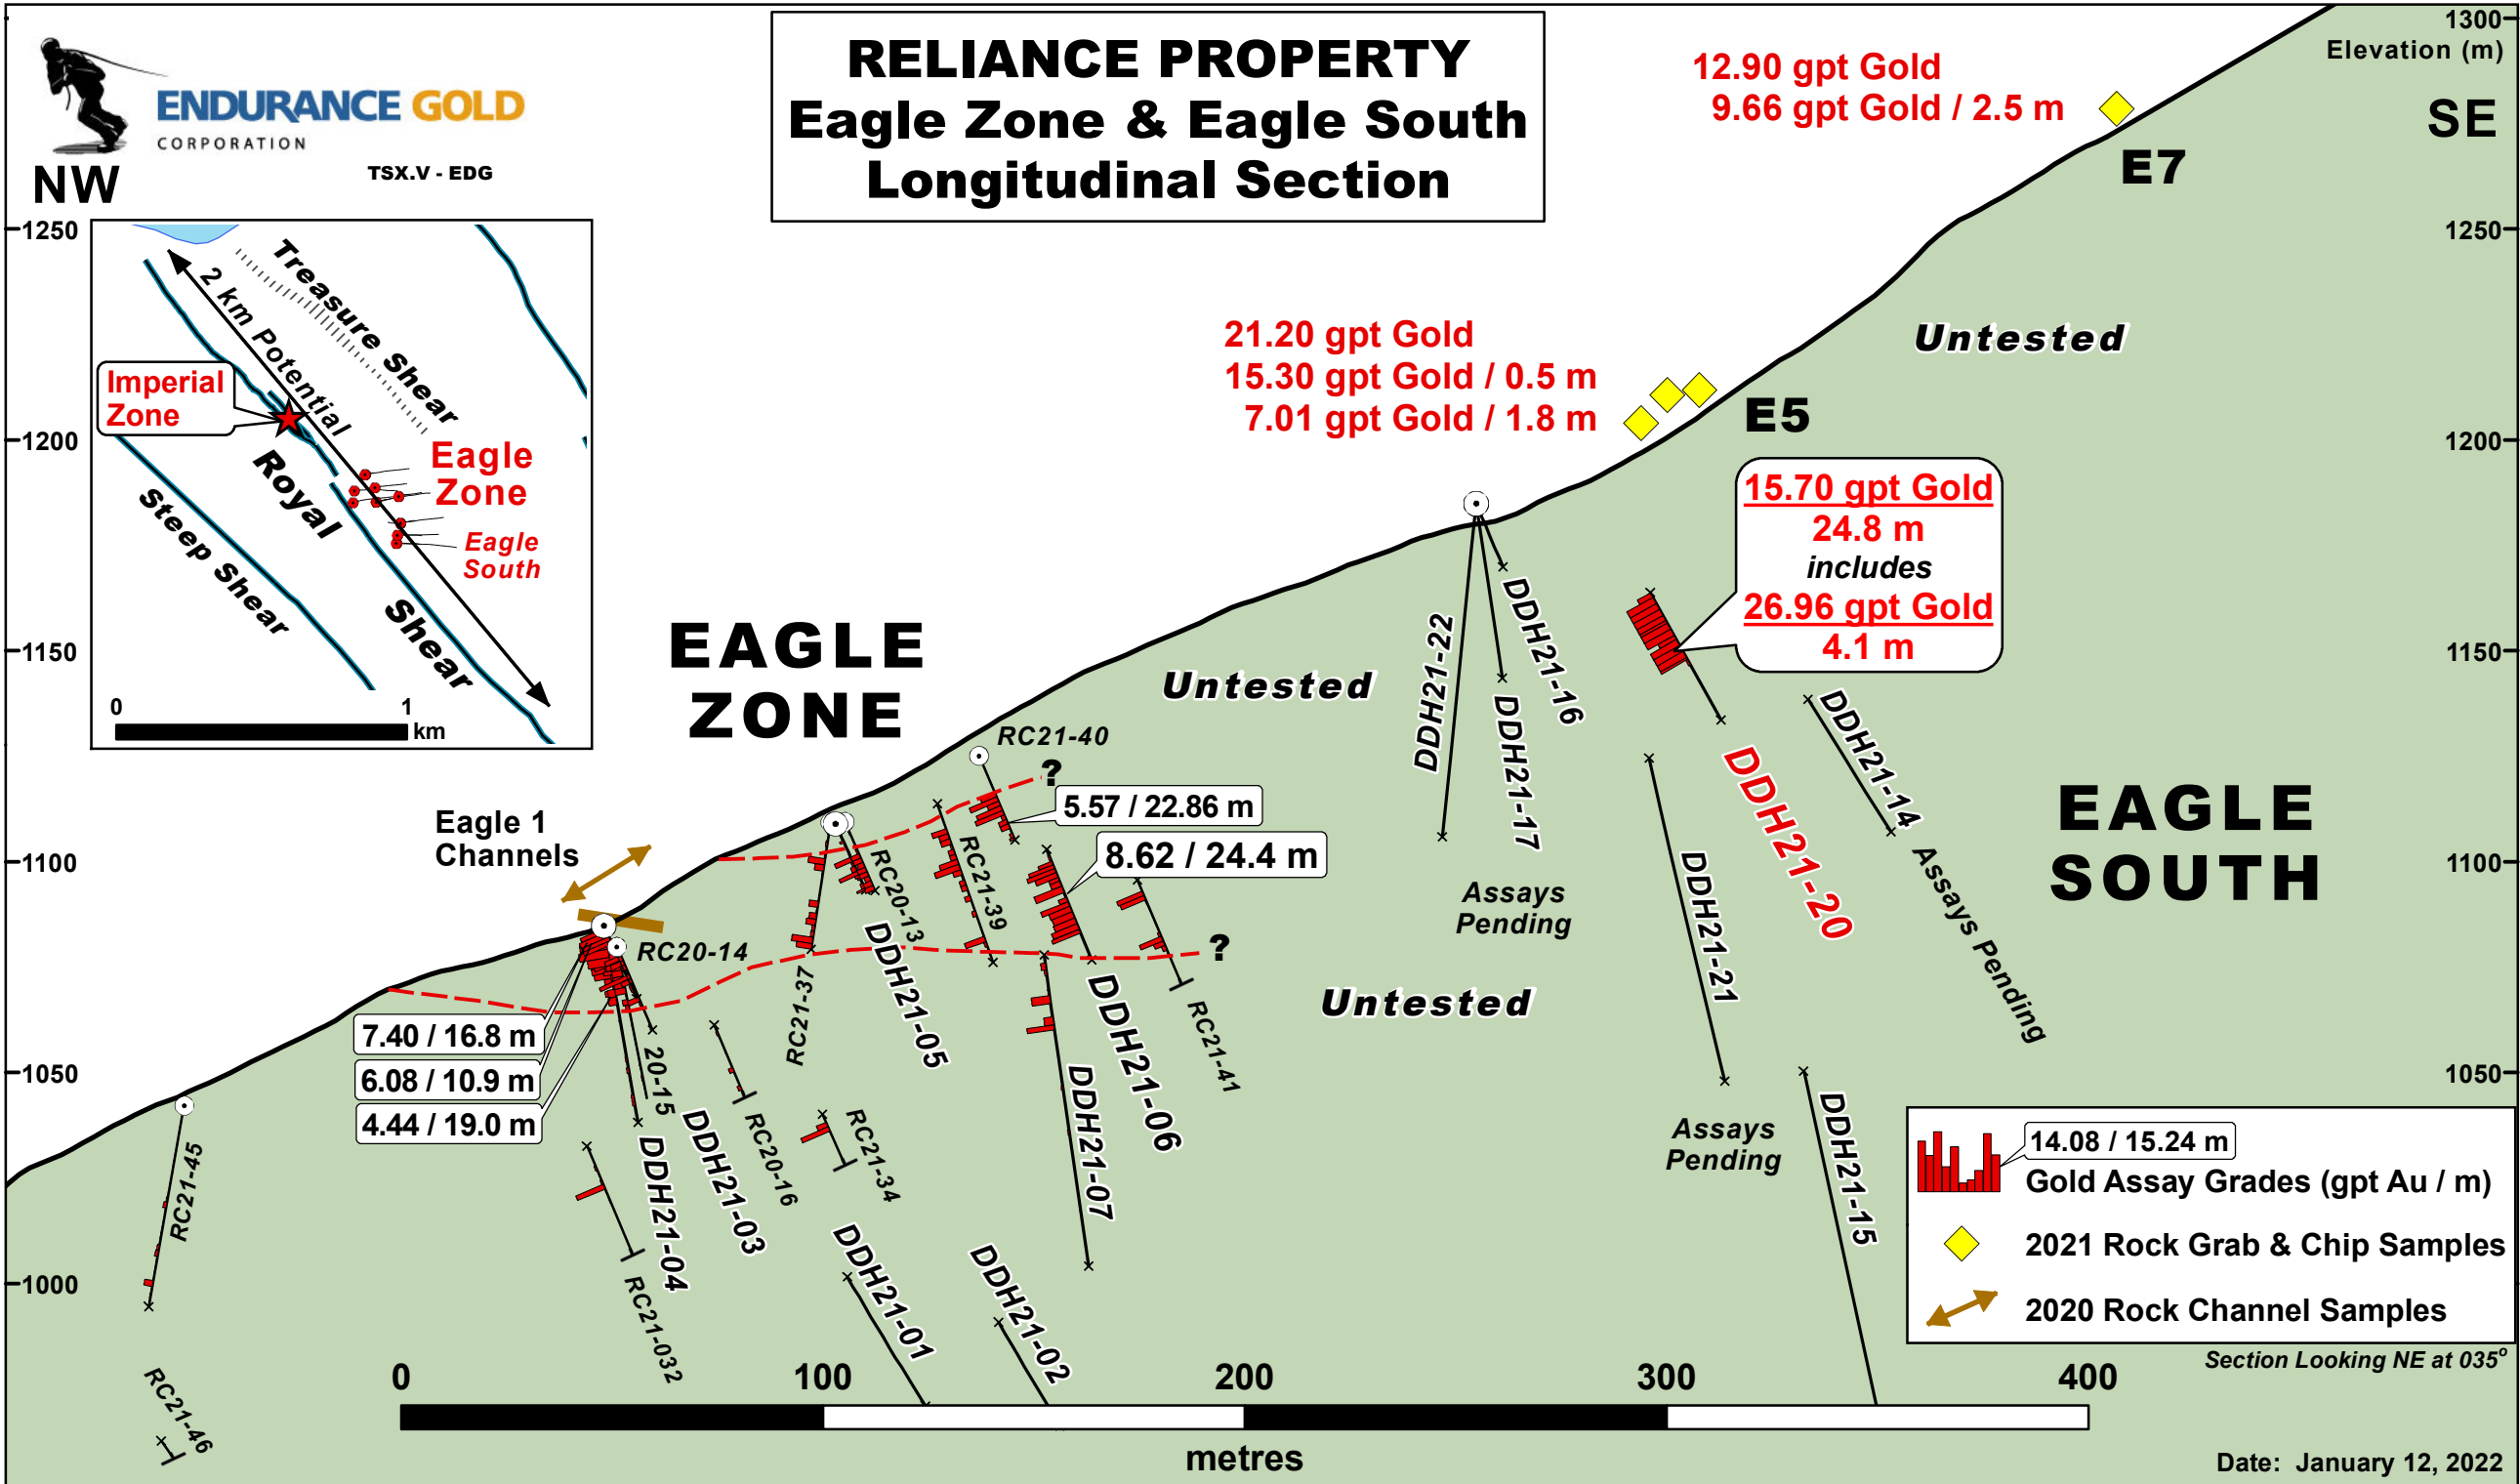 ENDURANCE GOLD
CORPORATION
TSX.V - EDG
NW
RELIANCE PROPERTY
Eagle Zone & Eagle South
Longitudinal Section
12.90 gpt Gold
9.66 gpt Gold / 2.5 m
E7
1300
Elevation (m)
SE
1250
1200
1150
1100
1050
1000
1250
1200
1150
1100
1050
Treasure Shear
2 km Potential
Imperial
Zone
Royal
Shear
Steep Shear
Eagle
Zone
Eagle
South
0
1
km
21.20 gpt Gold
15.30 gpt Gold / 0.5 m
7.01 gpt Gold / 1.8 m
E5
Untested
15.70 gpt Gold
24.8 m
includes
26.96 gpt Gold
4.1 m
EAGLE
ZONE
Untested
DDH21-22
DDH21-16
DDH21-17
DDH21-14
Assays Pending
DDH21-20
DDH21-21
EAGLE
SOUTH
RC21-40
?
5.57 / 22.86 m
8.62 / 24.4 m
Eagle 1
Channels
Assays
Pending
RC20-13
RC21-39
RC20-14
RC21-37
DDH21-05
?
Untested
7.40 / 16.8 m
6.08 / 10.9 m
4.44 / 19.0 m
20-15
DDH21-03
DDH21-04
RC20-16
RC21-34
DDH21-06
DDH21-07
RC21-41
RC21-45
RC21-032
DDH21-01
DDH21-02
RC21-46
Assays
Pending
DDH21-15
14.08 / 15.24 m
Gold Assay Grades (gpt Au / m)
2021 Rock Grab & Chip Samples
2020 Rock Channel Samples
Section Looking NE at 035°
0
100
200
300
400
metres
Date: January 12, 2022